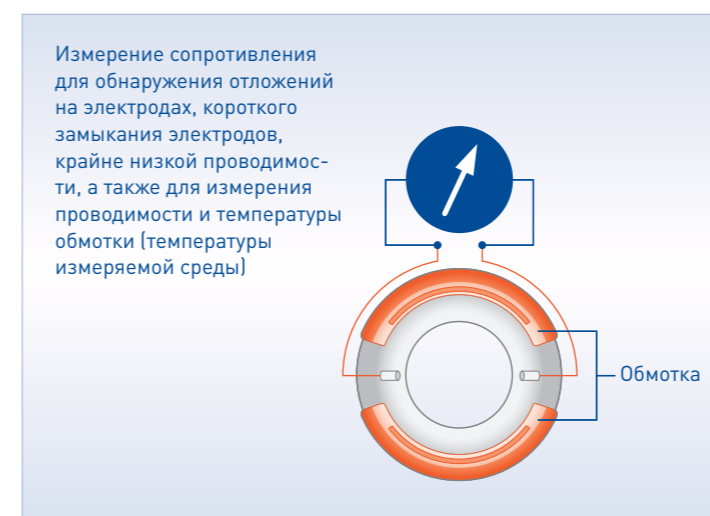 Измерение сопротивления
для обнаружения отложений
на электродах, короткого
замыкания электродов,
крайне низкой проводимос-
ти, а также для измерения
проводимости и температуры
обмотки (температуры
измеряемой среды)
Обмотка